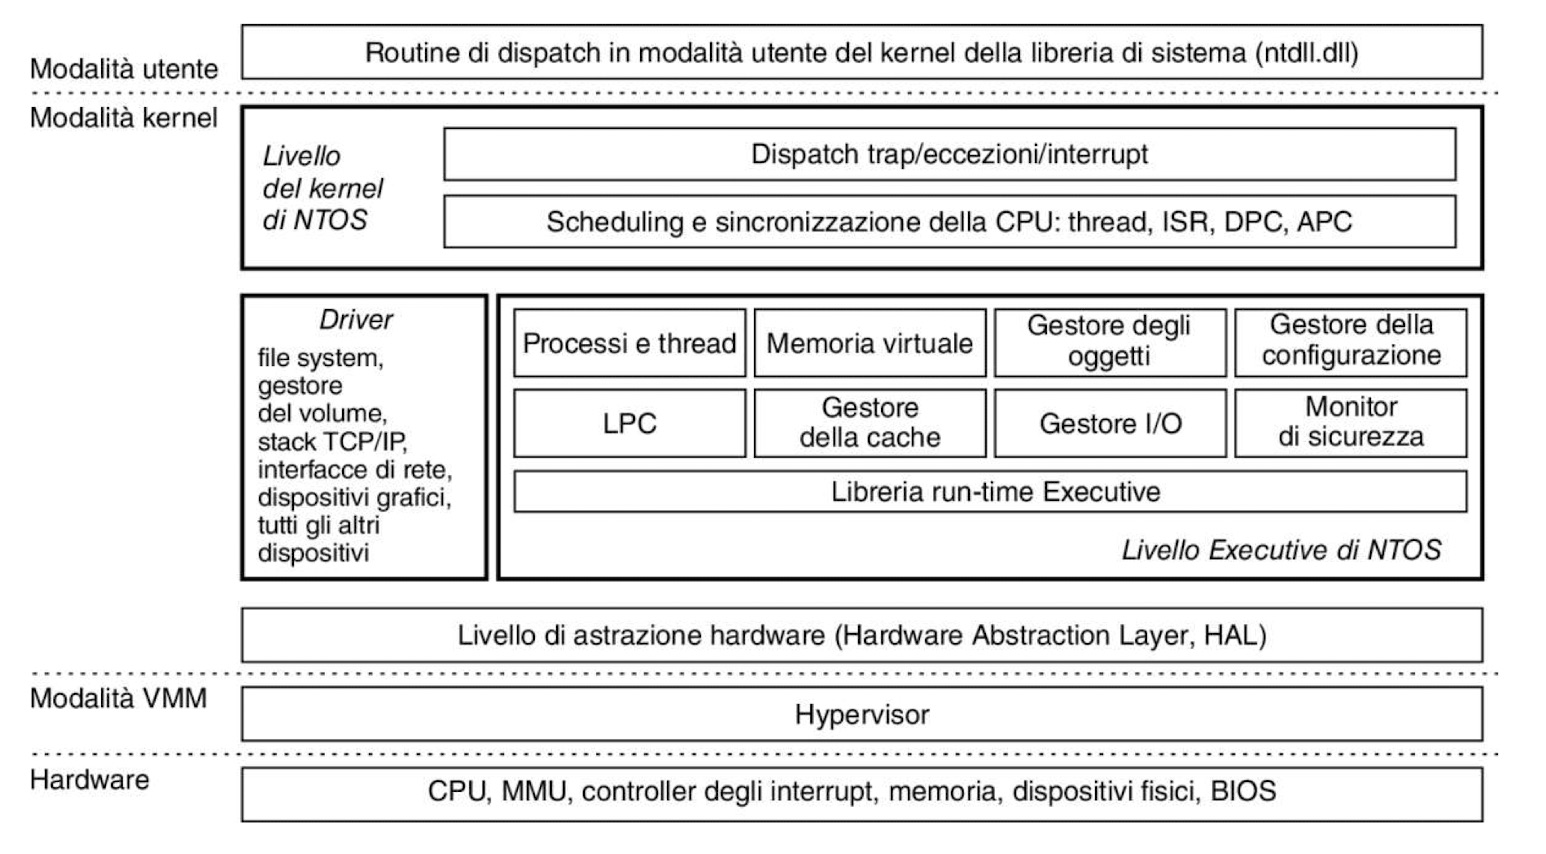 Modalità utente
Routine di dispatch in modalità utente del kernel della libreria di sistema (ntdll.dll)
Modalità kernel
Livello
del kernel
di NTOS
Dispatch trap/eccezioni/interrupt
Scheduling e sincronizzazione della CPU: thread, ISR, DPC, APC
Driver
file system,
gestore
del volume,
stack TCP/IP,
interfacce di rete,
dispositivi grafici,
tutti gli altri
dispositivi
Processi e thread
Memoria virtuale
Gestore degli
oggetti
Gestore della
configurazione
LPC
Gestore
della cache
Gestore I/O
Monitor
di sicurezza
Libreria run-time Executive
Livello Executive di NTOS
Livello di astrazione hardware (Hardware Abstraction Layer, HAL)
Modalità VMM
Hypervisor
Hardware
CPU, MMU, controller degli interrupt, memoria, dispositivi fisici, BIOS